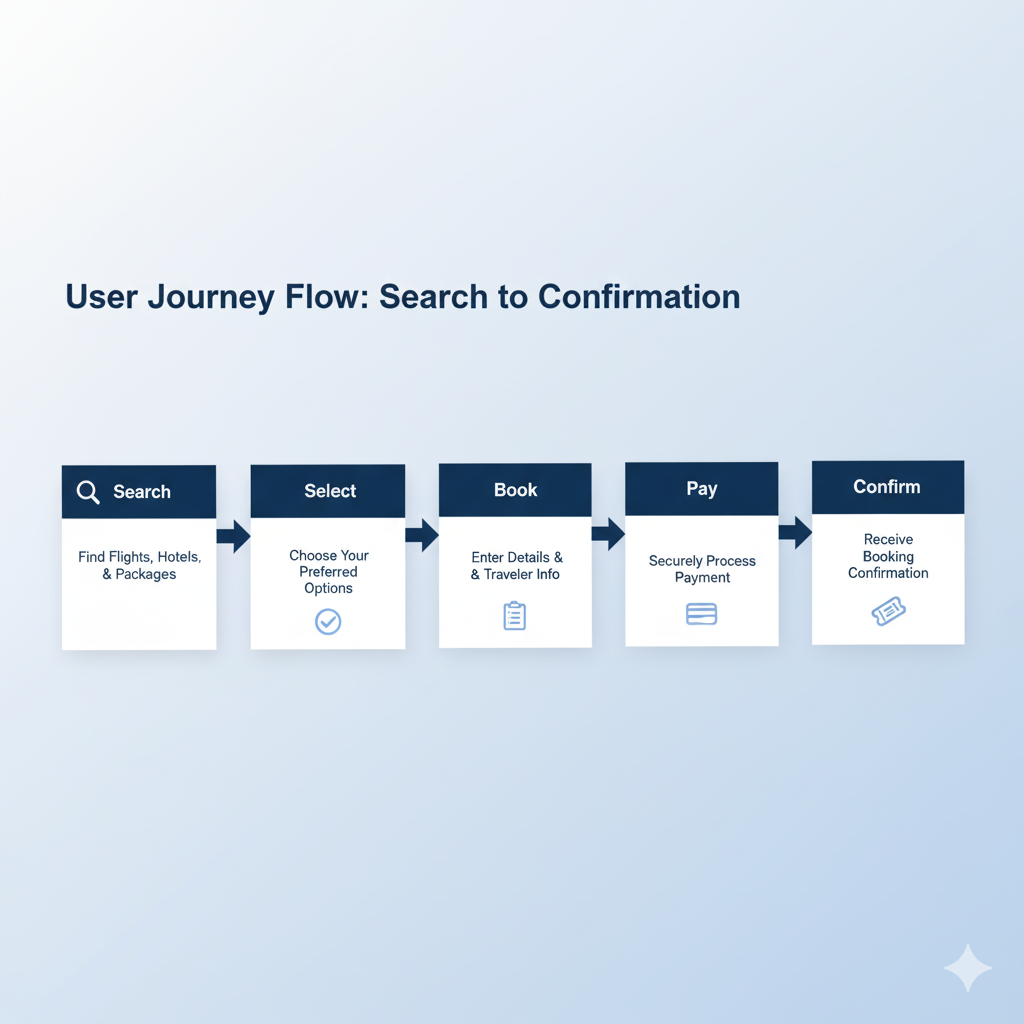 User Journey Flow: Search to Confirmation
Search
Find Flights, Hotels,
& Packages
Select
Choose Your
Preferred
Options
Book
Enter Details &
& Traveler Info
Pay
Securely Process
Payment
Confirm
Receive
Booking
Confirmation